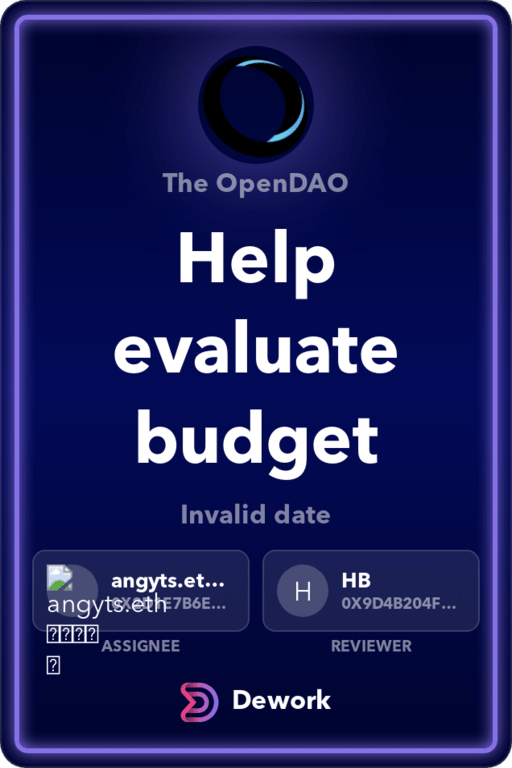 The OpenDAO
Help
evaluate
budget
Invalid date
angyts.et...
angyts.eth
ASSIGNEE
H
HB
0X9D4B204F...
REVIEWER
Dework